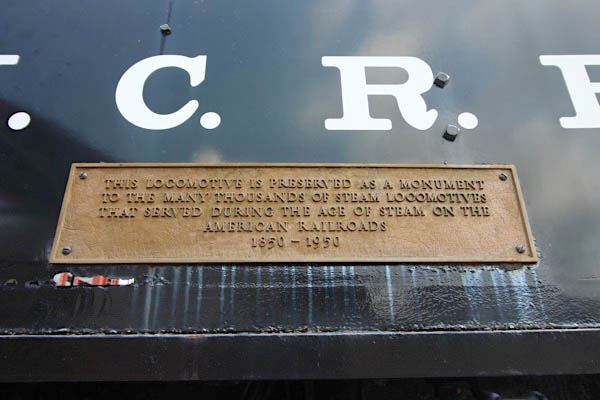 C. R.
THIS LOCOMOTIVE IS PRESERVED AS A MONUMENT
TO THE MANY THOUSANDS OF STEAM LOCOMOTIVES
THAT SERVED DURING THE AGE OF STEAM ON THE
AMERICAN RAILROADS
1850 - 1950